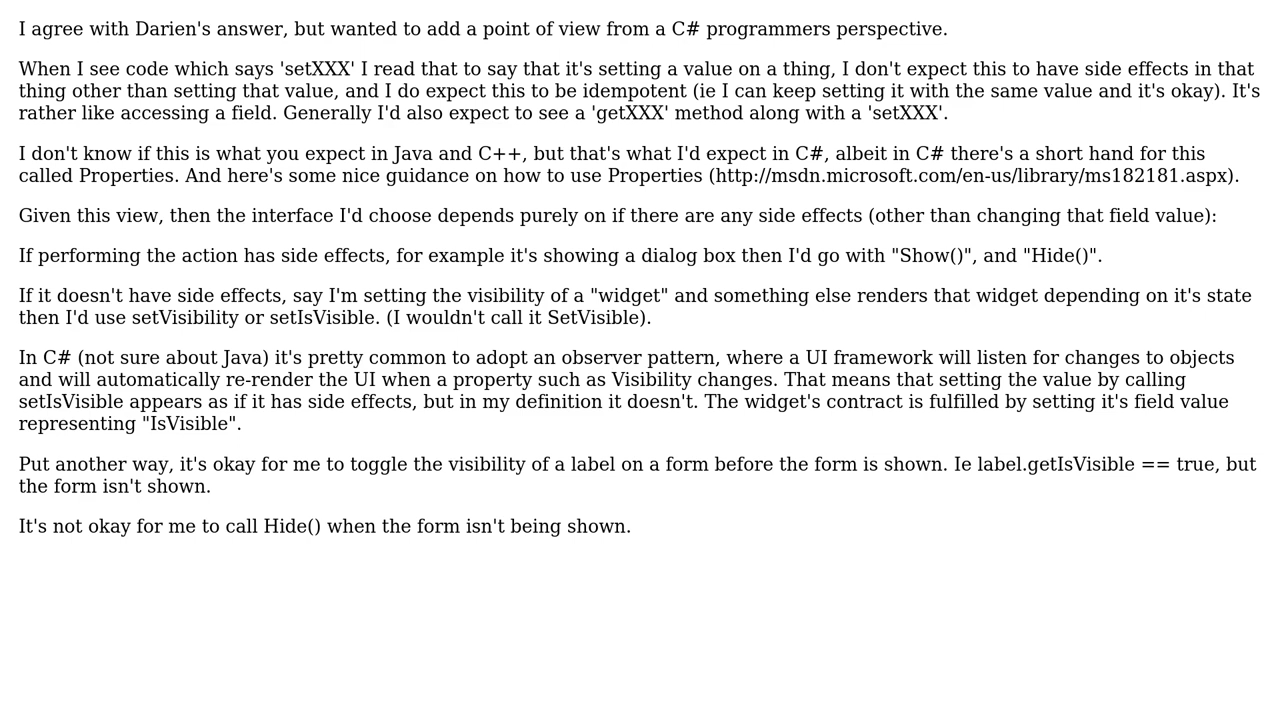 I agree with Darien's answer, but wanted to add a point of view from a C# programmers perspective.
When I see code which says 'setXXX' I read that to say that it's setting a value on a thing, I don't expect this to have side effects in that
thing other than setting that value, and I do expect this to be idempotent (ie I can keep setting it with the same value and it's okay). It's
rather like accessing a field. Generally I'd also expect to see a 'getXXX' method along with a 'setXXX'.
I don't know if this is what you expect in Java and C++, but that's what I'd expect in C#, albeit in C# there's a short hand for this
called Properties. And here's some nice guidance on how to use Properties (http://msdn.microsoft.com/en-us/library/ms182181.aspx).
Given this view, then the interface I'd choose depends purely on if there are any side effects (other than changing that field value):
If performing the action has side effects, for example it's showing a dialog box then I'd go with "Show()", and "Hide()".
If it doesn't have side effects, say I'm setting the visibility of a "widget" and something else renders that widget depending on it's state
then I'd use setVisibility or setIsVisible. (I wouldn't call it SetVisible).
In C# (not sure about Java) it's pretty common to adopt an observer pattern, where a UI framework will listen for changes to objects
and will automatically re-render the UI when a property such as Visibility changes. That means that setting the value by calling
setIsVisible appears as if it has side effects, but in my definition it doesn't. The widget's contract is fulfilled by setting it's field value
representing "IsVisible".
Put another way, it's okay for me to toggle the visibility of a label on a form before the form is shown. Ie label.getIsVisible == true, but
the form isn't shown.
It's not okay for me to call Hide() when the form isn't being shown.